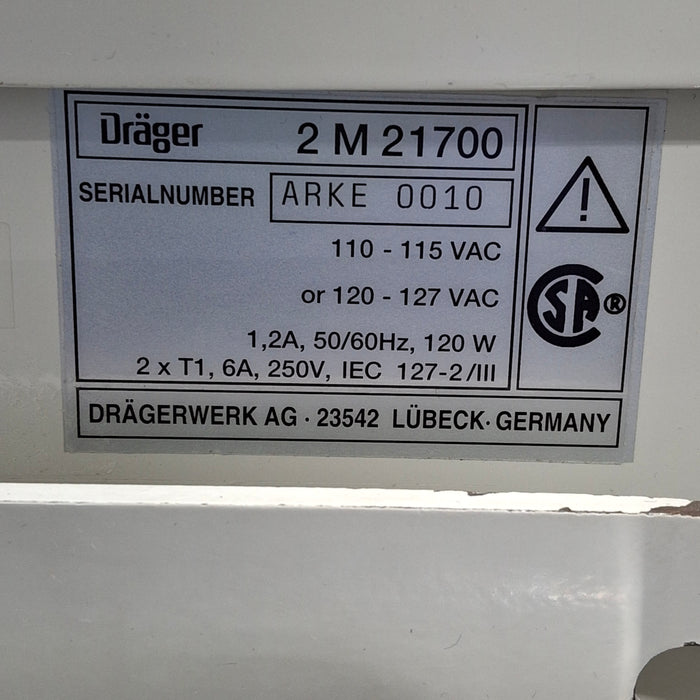 Dräger 2 M 21700
SERIALNUMBER ARKE 0010
110 - 115 VAC
or 120 - 127 VAC
1,2A, 50/60Hz, 120 W
2 x T1, 6A, 250V, IEC 127-2/III
!
SA ®
DRÄGERWERK AG · 23542 LÜBECK· GERMANY